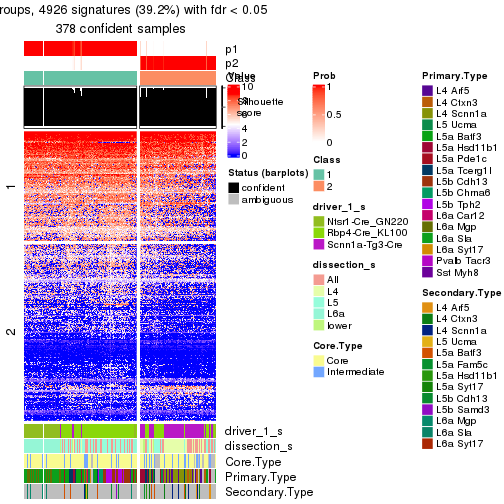 roups, 4926 signatures (39.2%) with fdr < 0.05
378 confident samples
p1
p2
Class
Silhouette
score
1
2
driver_1_s
dissection_s
Core.Type
Primary.Type
Secondary.Type
Value
10
8
6
4
2
0
Status (barplots)
confident
ambiguous
Prob
1
0.5
0
Class
1
2
driver_1_s
Ntsr1-Cre_GN220
Rbp4-Cre_KL100
Scnn1a-Tg3-Cre
dissection_s
All
L4
L5
L6a
lower
Core.Type
Core
Intermediate
Primary.Type
L4 Arf5
L4 Ctxn3
L4 Scnn1a
L5 Ucma
L5a Batf3
L5a Hsd11b1
L5a Pde1c
L5a Tcerg1l
L5b Cdh13
L5b Chrna6
L5b Tph2
L6a Car12
L6a Mgp
L6a Sla
L6a Syt17
Pvalb Tacr3
Sst Myh8
Secondary.Type
L4 Arf5
L4 Ctxn3
L4 Scnn1a
L5 Ucma
L5a Batf3
L5a Fam5c
L5a Hsd11b1
L5a Syt17
L5b Cdh13
L5b Samd3
L6a Mgp
L6a Sla
L6a Syt17